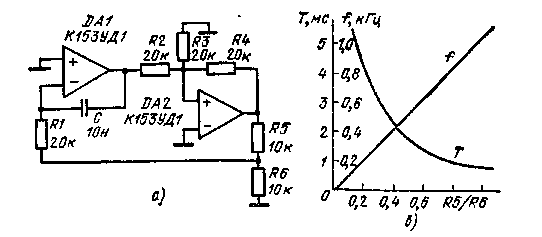 DA1
К153УД1
R2
20к
R3
20к
R4
20к
+
−
C
10н
DA2
К153УД1
+
−
R1
20к
R5
10к
R6
10к
а)
T, мс
f, кГц
5
1,0
4
0,8
3
0,6
2
0,4
1
0,2
0
0,2
0,4
0,6
R5/R6
f
T
б)